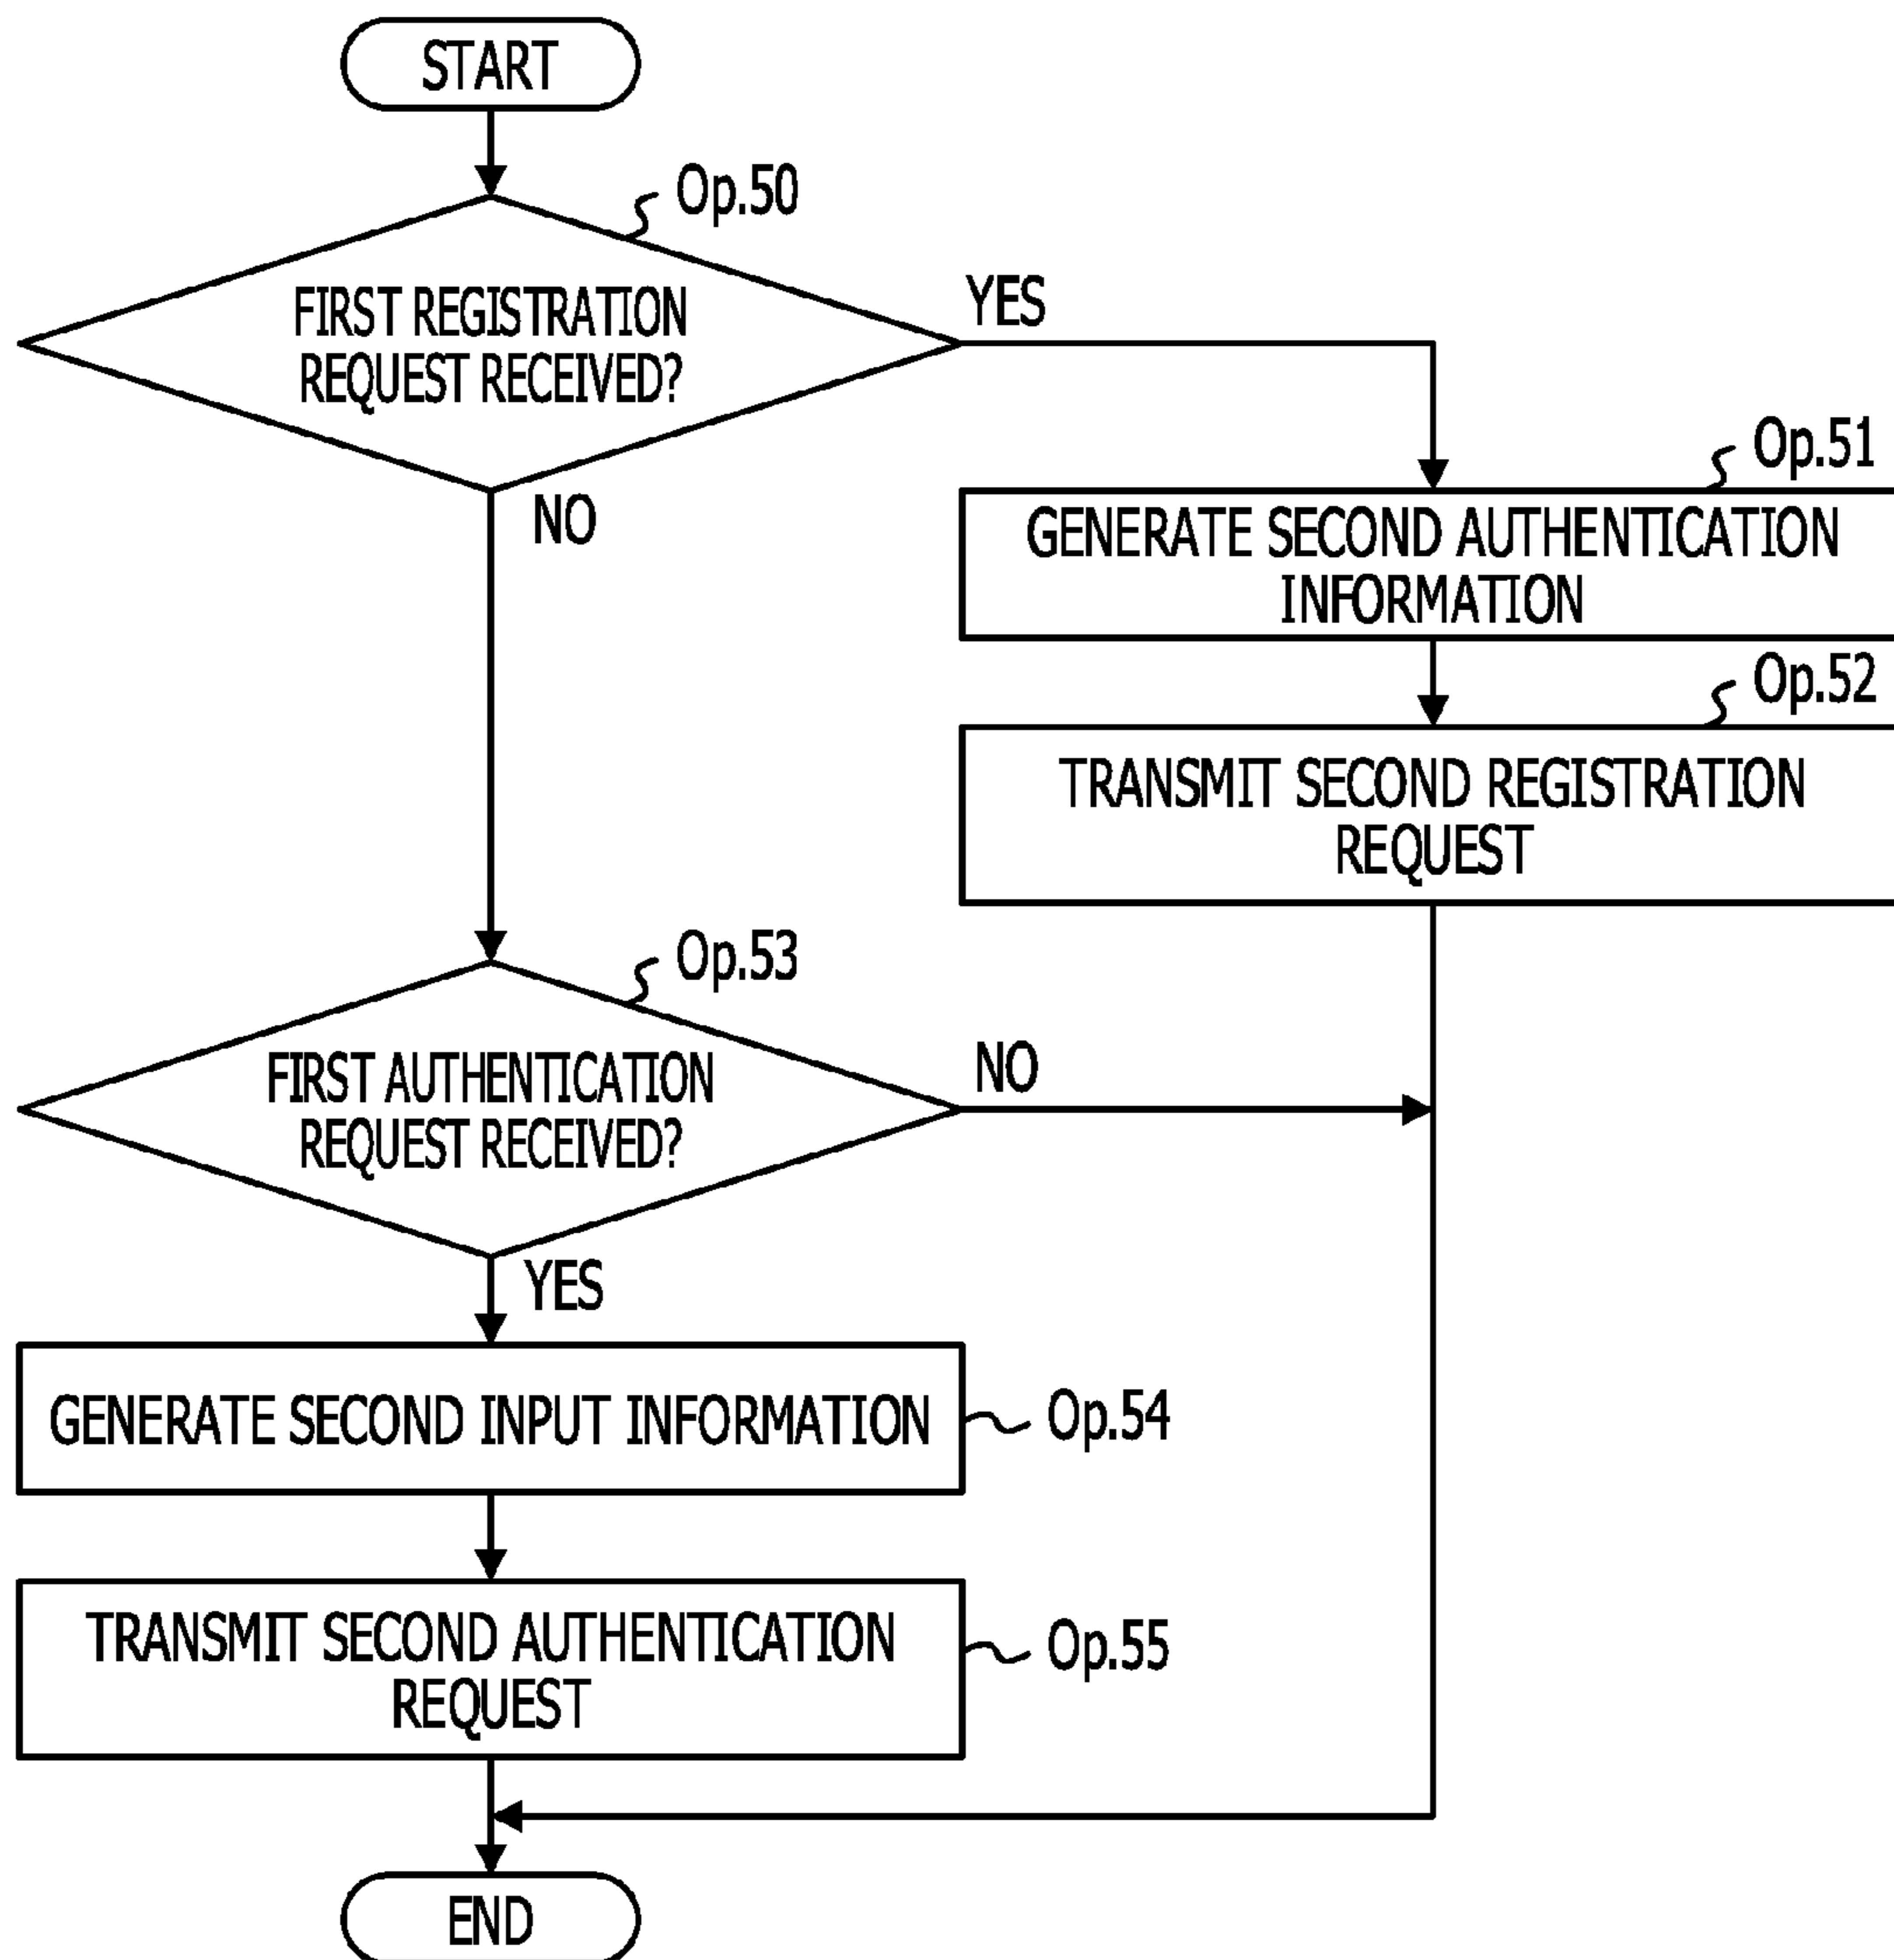 START
Op.50
FIRST REGISTRATION
REQUEST RECEIVED?
YES
NO
Op.51
GENERATE SECOND AUTHENTICATION
INFORMATION
Op.52
TRANSMIT SECOND REGISTRATION
REQUEST
Op.53
FIRST AUTHENTICATION
REQUEST RECEIVED?
NO
YES
GENERATE SECOND INPUT INFORMATION
Op.54
TRANSMIT SECOND AUTHENTICATION
REQUEST
Op.55
END